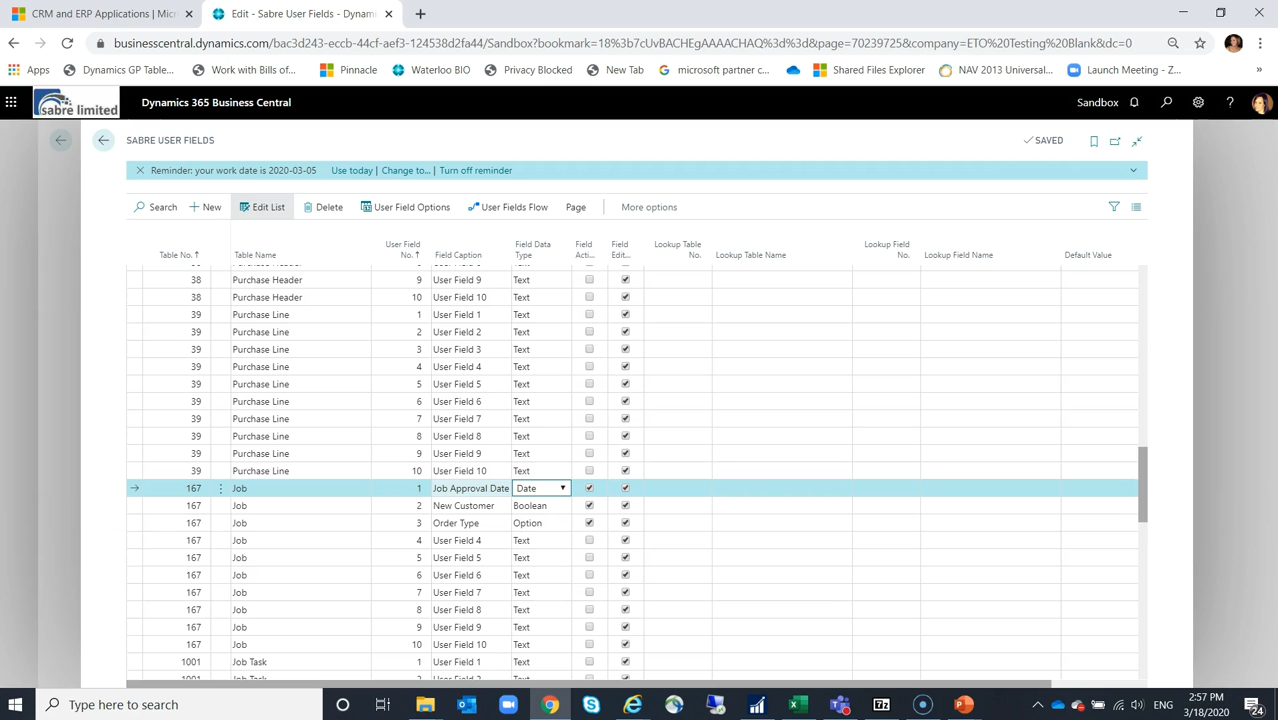 CRM and ERP Applications | Micr
Edit - Sabre User Fields - Dynami
businesscentral.dynamics.com/bac3d243-eccb-44cf-aef3-124538d2fa44/Sandbox?bookmark=18%3b7cUvBACHEgAAAACHAQ%3d%3d&page=70239725&company=ETO%20Testing%20Blank&dc=0
Apps Dynamics GP Table... Work with Bills of... Pinnacle Waterloo BIO Privacy Blocked New Tab microsoft partner c... Shared Files Explorer NAV 2013 Universal... Launch Meeting - Z... »
sabre limited Dynamics 365 Business Central Sandbox ?
SABRE USER FIELDS SAVED
Reminder: your work date is 2020-03-05 Use today | Change to... | Turn off reminder
Search New Edit List Delete User Field Options User Fields Flow Page More options
Table No. ↑ Table Name User Field No. ↑ Field Caption Field Data Type Field Acti... Field Edit... Lookup Table No. Lookup Table Name Lookup Field No. Lookup Field Name Default Value
38 Purchase Header 9 User Field 9 Text
38 Purchase Header 10 User Field 10 Text
39 Purchase Line 1 User Field 1 Text
39 Purchase Line 2 User Field 2 Text
39 Purchase Line 3 User Field 3 Text
39 Purchase Line 4 User Field 4 Text
39 Purchase Line 5 User Field 5 Text
39 Purchase Line 6 User Field 6 Text
39 Purchase Line 7 User Field 7 Text
39 Purchase Line 8 User Field 8 Text
39 Purchase Line 9 User Field 9 Text
39 Purchase Line 10 User Field 10 Text
167 Job 1 Job Approval Date Date
167 Job 2 New Customer Boolean
167 Job 3 Order Type Option
167 Job 4 User Field 4 Text
167 Job 5 User Field 5 Text
167 Job 6 User Field 6 Text
167 Job 7 User Field 7 Text
167 Job 8 User Field 8 Text
167 Job 9 User Field 9 Text
167 Job 10 User Field 10 Text
1001 Job Task 1 User Field 1 Text
Type here to search 7z ENG 2:57 PM
3/18/2020 24